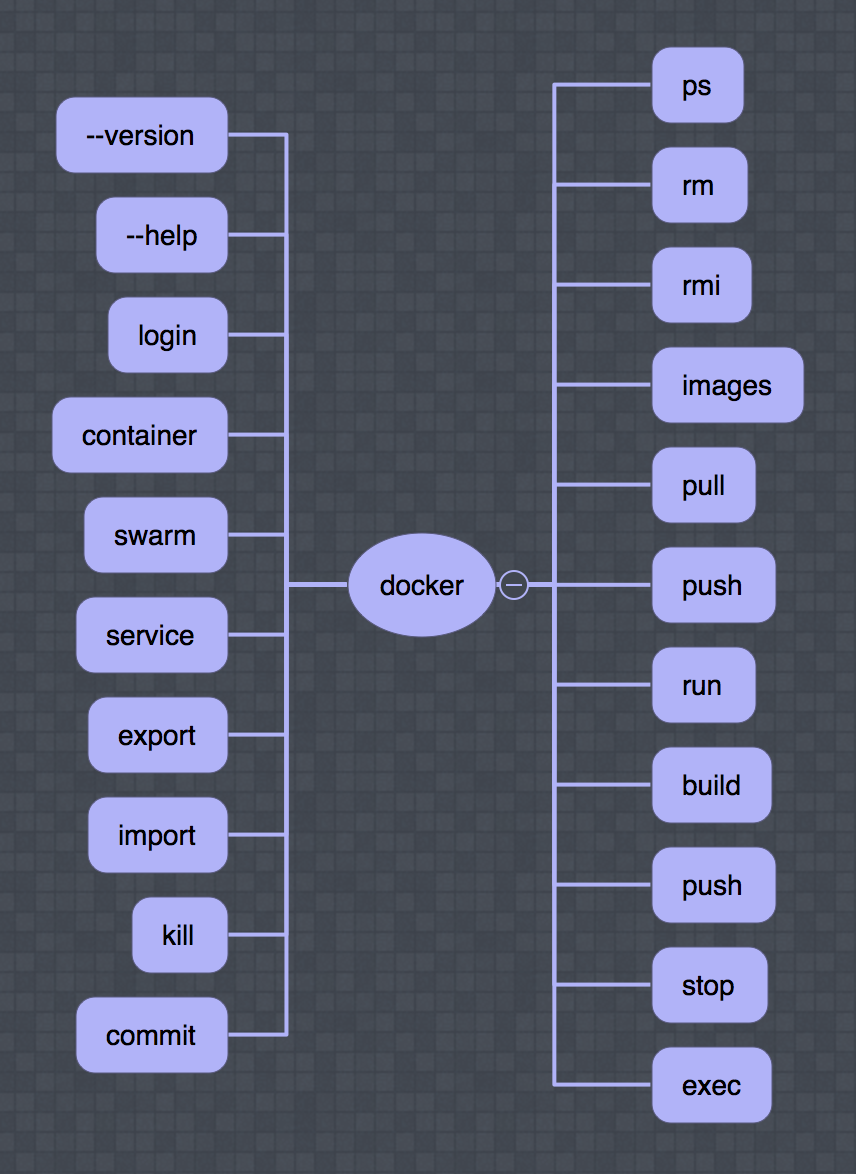 --version
--help
login
container
swarm
service
export
import
kill
commit
docker
ps
rm
rmi
images
pull
push
run
build
push
stop
exec